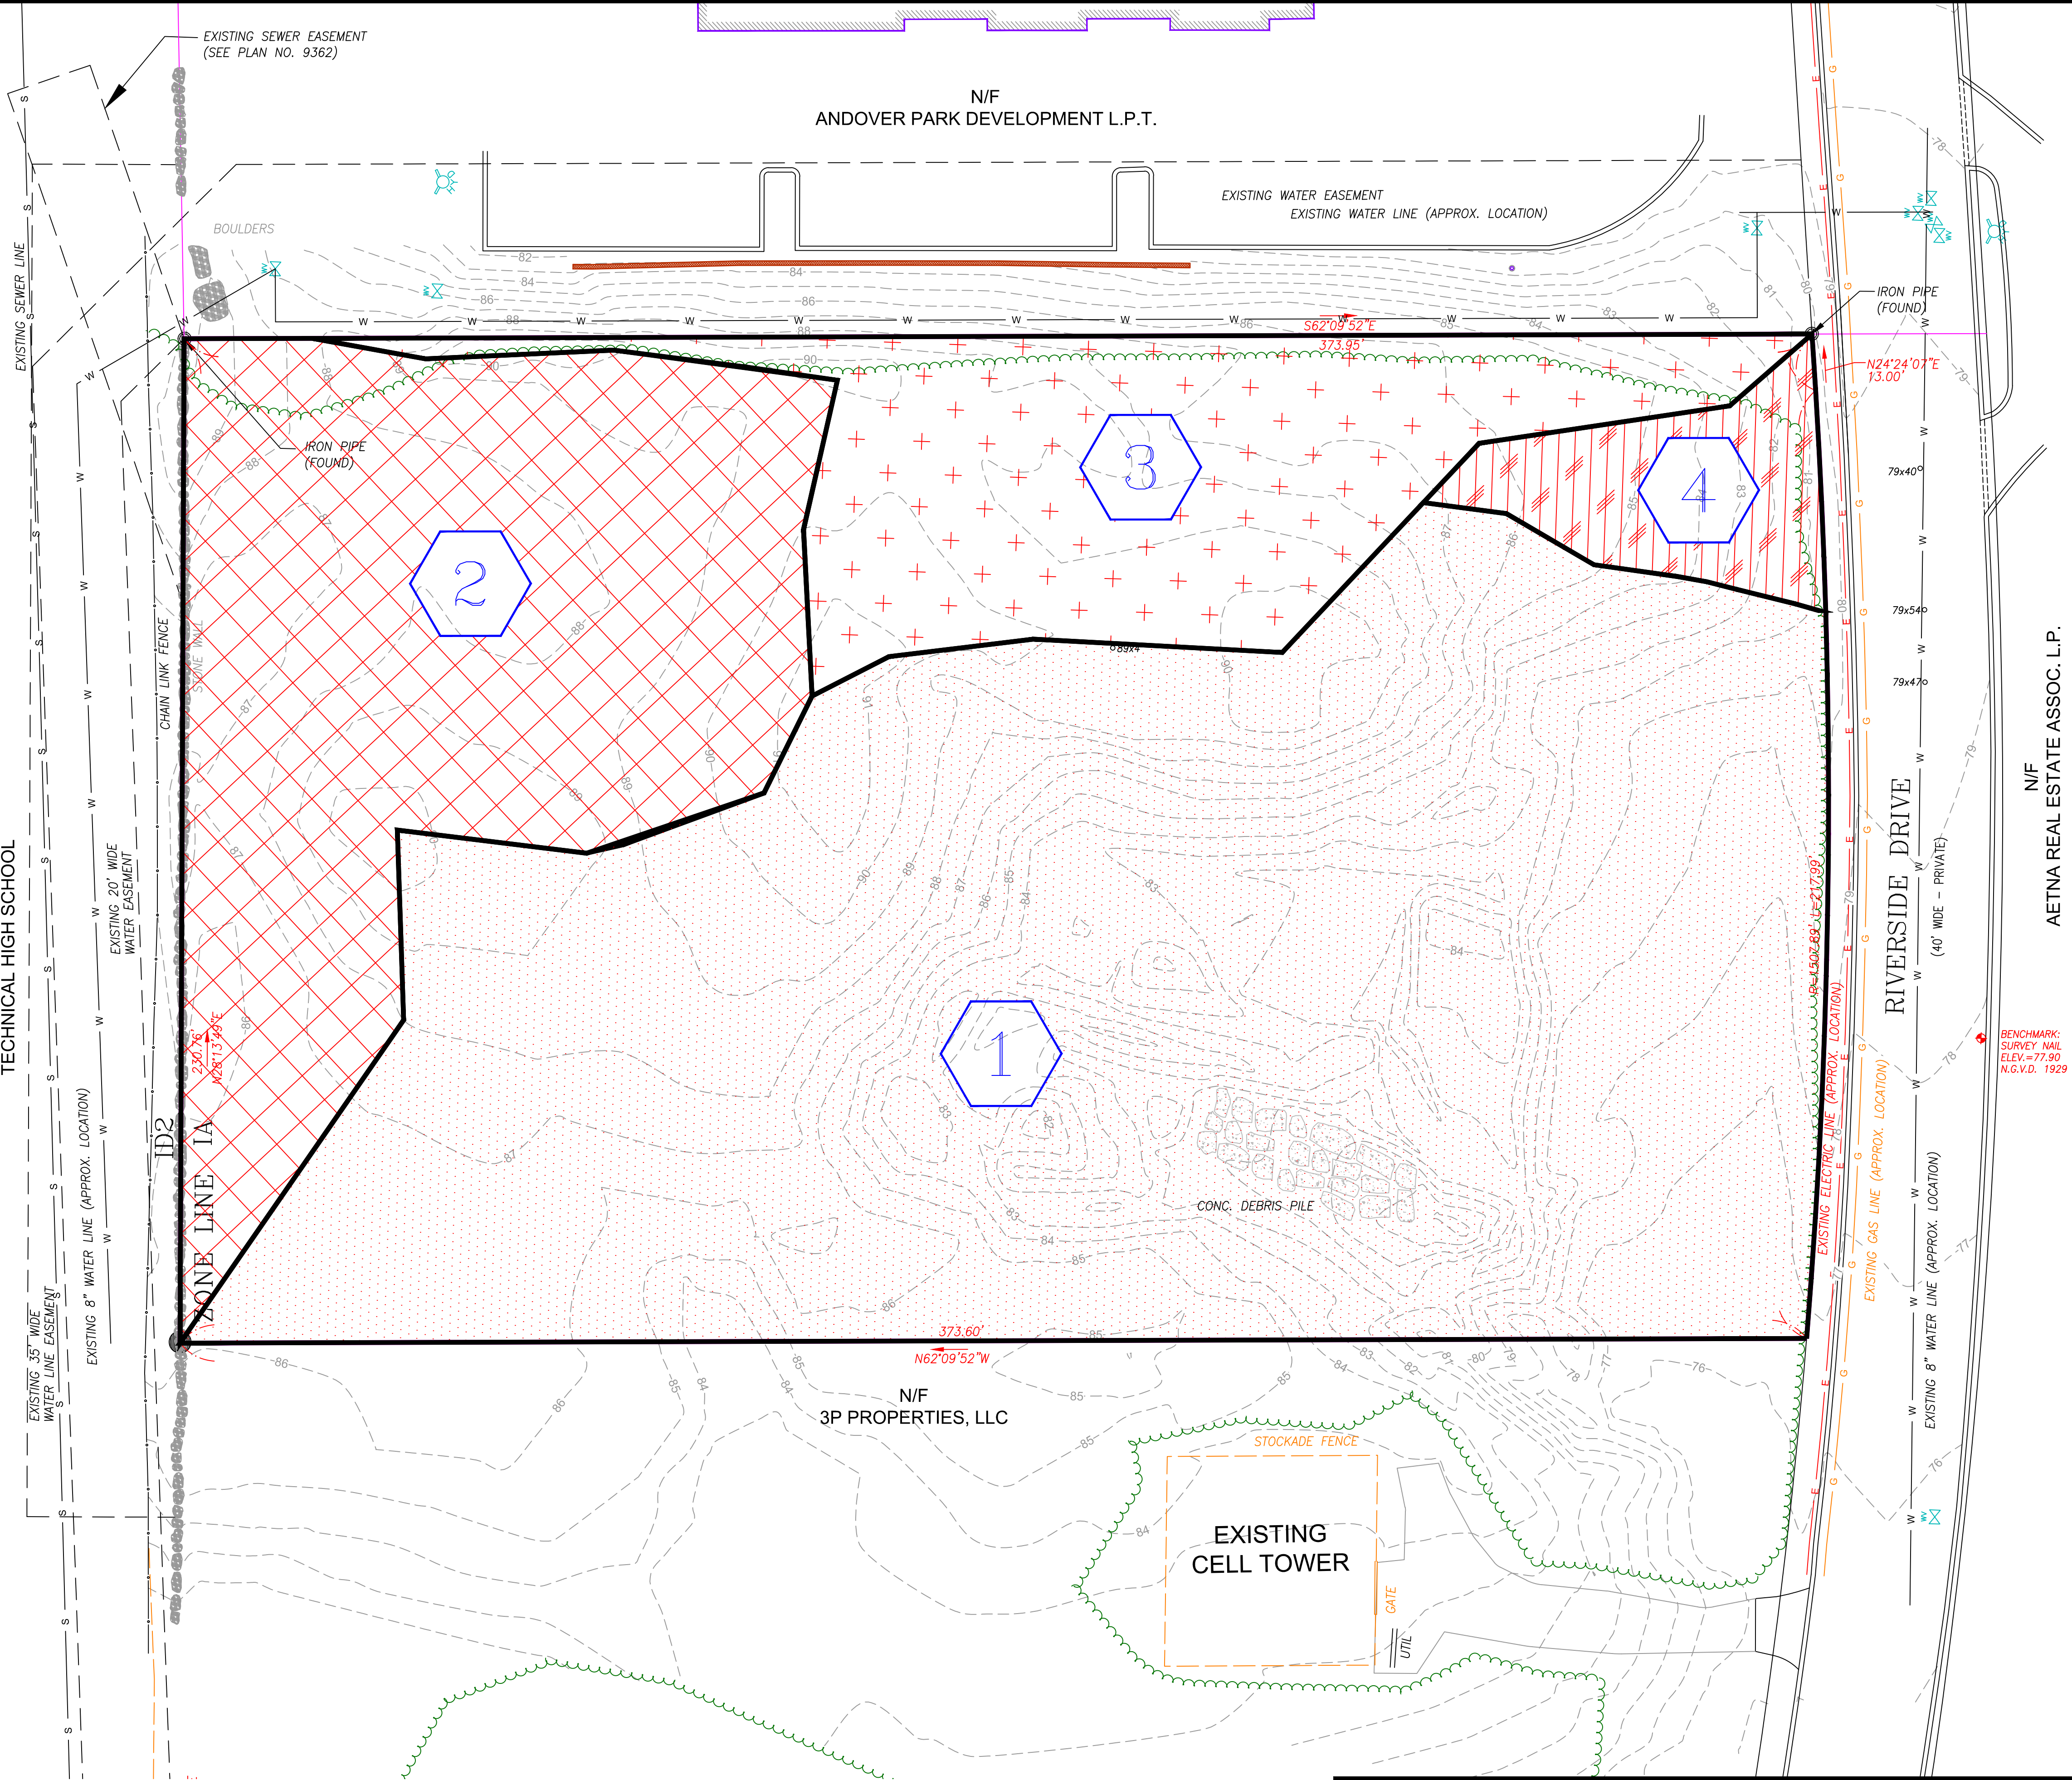 EXISTING SEWER EASEMENT
(SEE PLAN NO. 9362)
N/F
ANDOVER PARK DEVELOPMENT L.P.T.
EXISTING WATER EASEMENT
EXISTING WATER LINE (APPROX. LOCATION)
BOULDERS
EXISTING SEWER LINE
IRON PIPE
(FOUND)
S62°09'52"E
373.95'
N24°24'07"E
13.00'
IRON PIPE
(FOUND)
2
3
4
1
79x40
79x54
79x47
89x4
CHAIN LINK FENCE
STONE WALL
TECHNICAL HIGH SCHOOL
EXISTING 20' WIDE
WATER EASEMENT
EXISTING 8" WATER LINE (APPROX. LOCATION)
EXISTING 35' WIDE
WATER LINE EASEMENT
230.76'
N28°13'49"E
ID2
ZONE LINE IA
CONC. DEBRIS PILE
373.60'
N62°09'52"W
N/F
3P PROPERTIES, LLC
STOCKADE FENCE
EXISTING
CELL TOWER
GATE
UTIL
R=1507.89' L=217.99'
EXISTING ELECTRIC LINE (APPROX. LOCATION)
EXISTING GAS LINE (APPROX. LOCATION)
RIVERSIDE DRIVE
(40' WIDE - PRIVATE)
EXISTING 8" WATER LINE (APPROX. LOCATION)
BENCHMARK:
SURVEY NAIL
ELEV.=77.90
N.G.V.D. 1929
N/F
AETNA REAL ESTATE ASSOC. L.P.